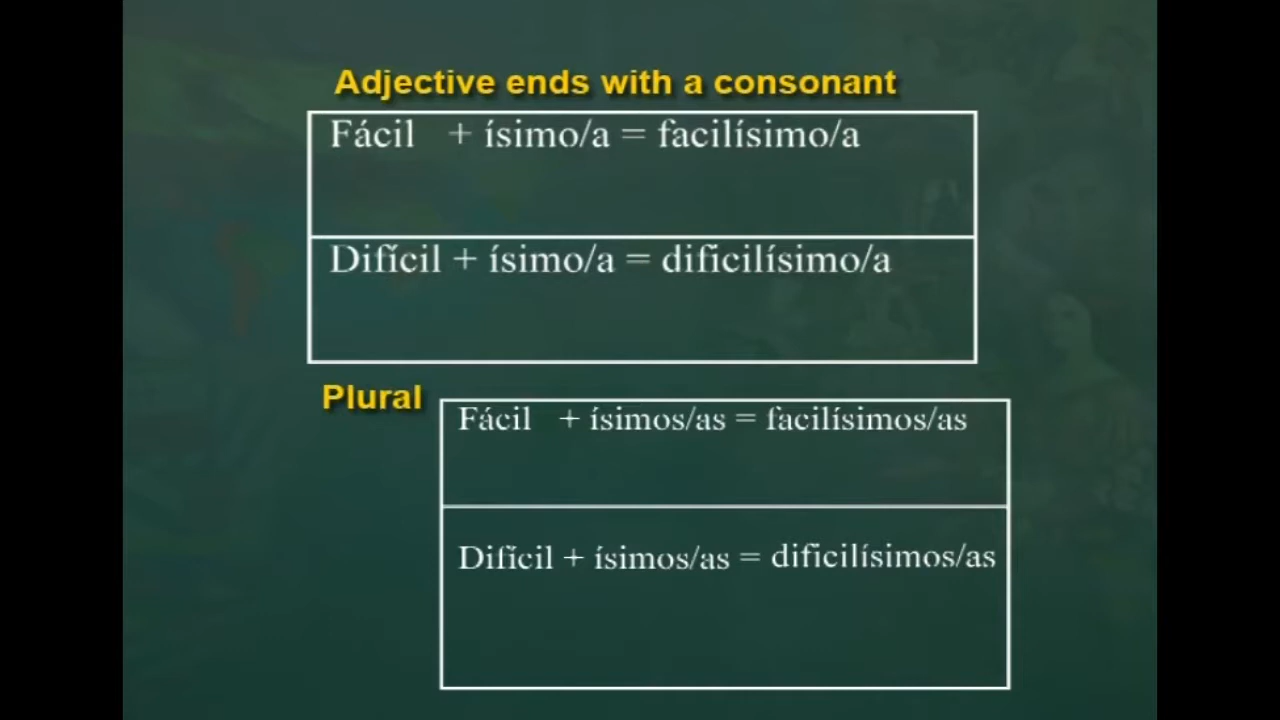 Adjective ends with a consonant
Fácil + ísimo/a = facilísimo/a
Difícil + ísimo/a = dificilísimo/a
Plural
Fácil + ísimos/as = facilísimos/as
Difícil + ísimos/as = dificilísimos/as